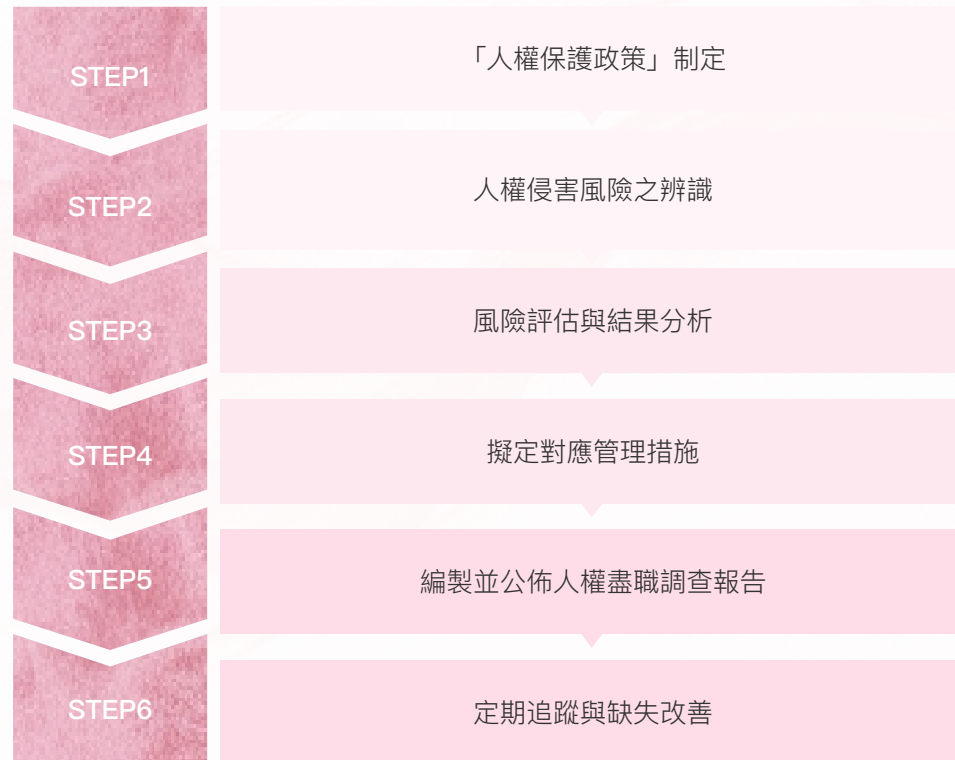 STEP1
「人權保護政策」制定
STEP2
人權侵害風險之辨識
STEP3
風險評估與結果分析
STEP4
擬定對應管理措施
STEP5
編製並公佈人權盡職調查報告
STEP6
定期追蹤與缺失改善